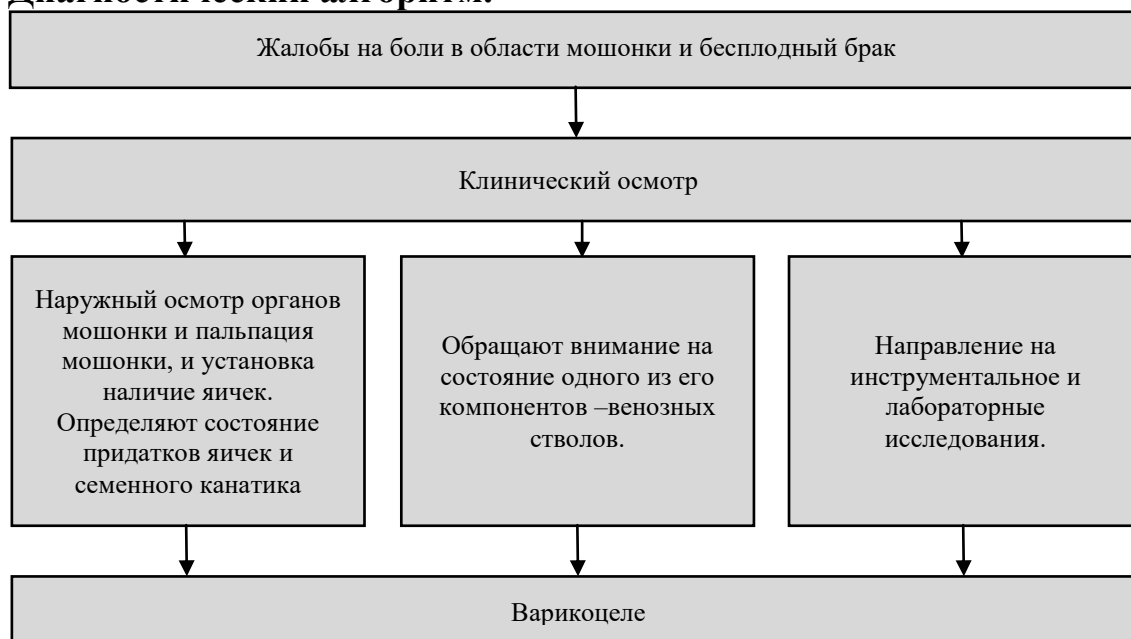 Диагностический алгоритм:
Жалобы на боли в области мошонки и бесплодный брак
Клинический осмотр
Наружный осмотр органов
мошонки и пальпация
мошонки, и установка
наличие яичек.
Определяют состояние
придатков яичек и
семенного канатика
Обращают внимание на
состояние одного из его
компонентов –венозных
стволов.
Направление на
инструментальное и
лабораторные
исследования.
Варикоцеле